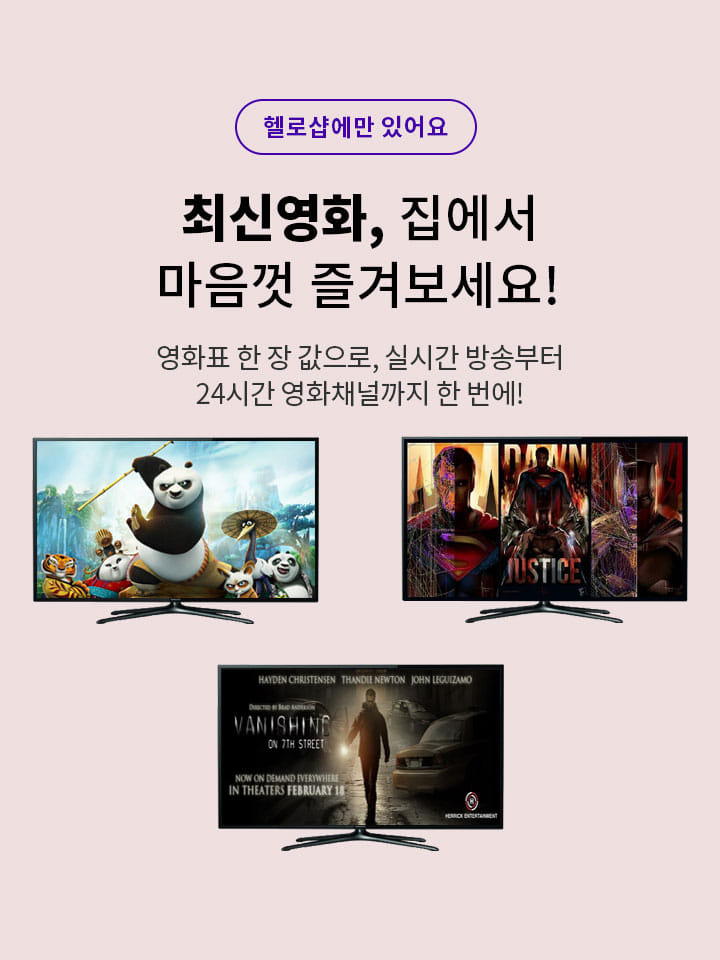 헬로샵에만 있어요
최신영화, 집에서
마음껏 즐겨보세요!
영화표 한 장 값으로, 실시간 방송부터
24시간 영화채널까지 한 번에!
DAWN
JUSTICE
HAYDEN CHRISTENSEN THANDIE NEWTON JOHN LEGUIZAMO
DIRECTED BY BRAD ANDERSON
VANISHING
ON 7TH STREET
NOW ON DEMAND EVERYWHERE
IN THEATERS FEBRUARY 18
HERRICK ENTERTAINMENT